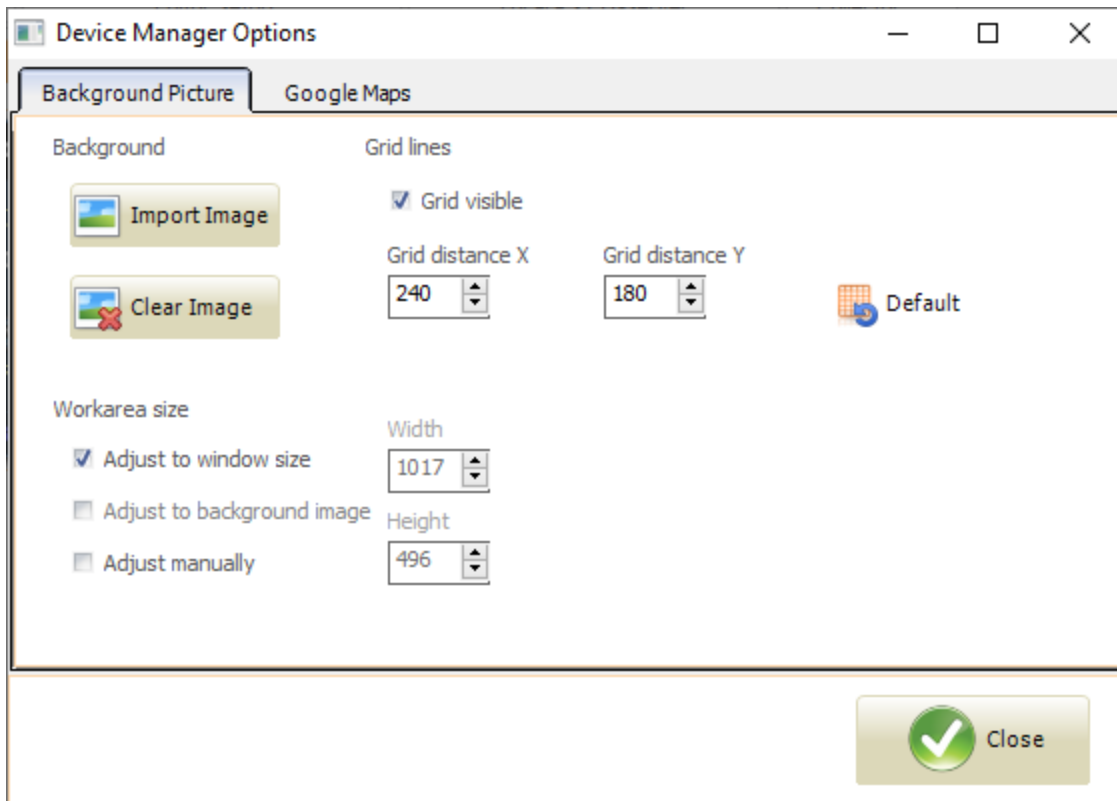 Device Manager Options
Background Picture Google Maps
Background Grid lines
Import Image Grid visible
Grid distance X Grid distance Y
240 180
Clear Image Default
Workarea size Width
Adjust to window size 1017
Adjust to background image Height
Adjust manually 496
Close